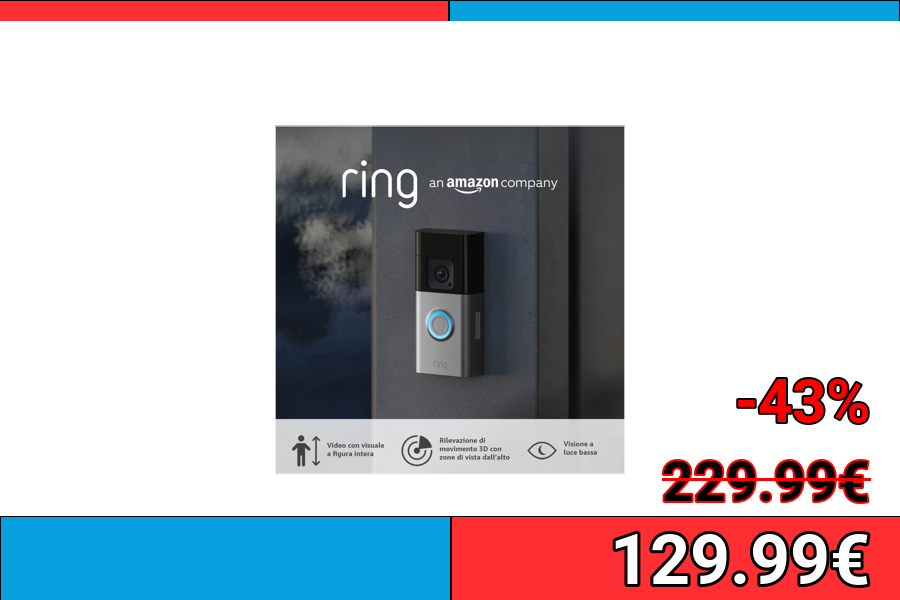 ring an amazon company
ring
Video con visuale
a figura intera
Rilevazione di
movimento 3D con
zone di vista dall'alto
Visione a
luce bassa
-43%
229.99€
129.99€